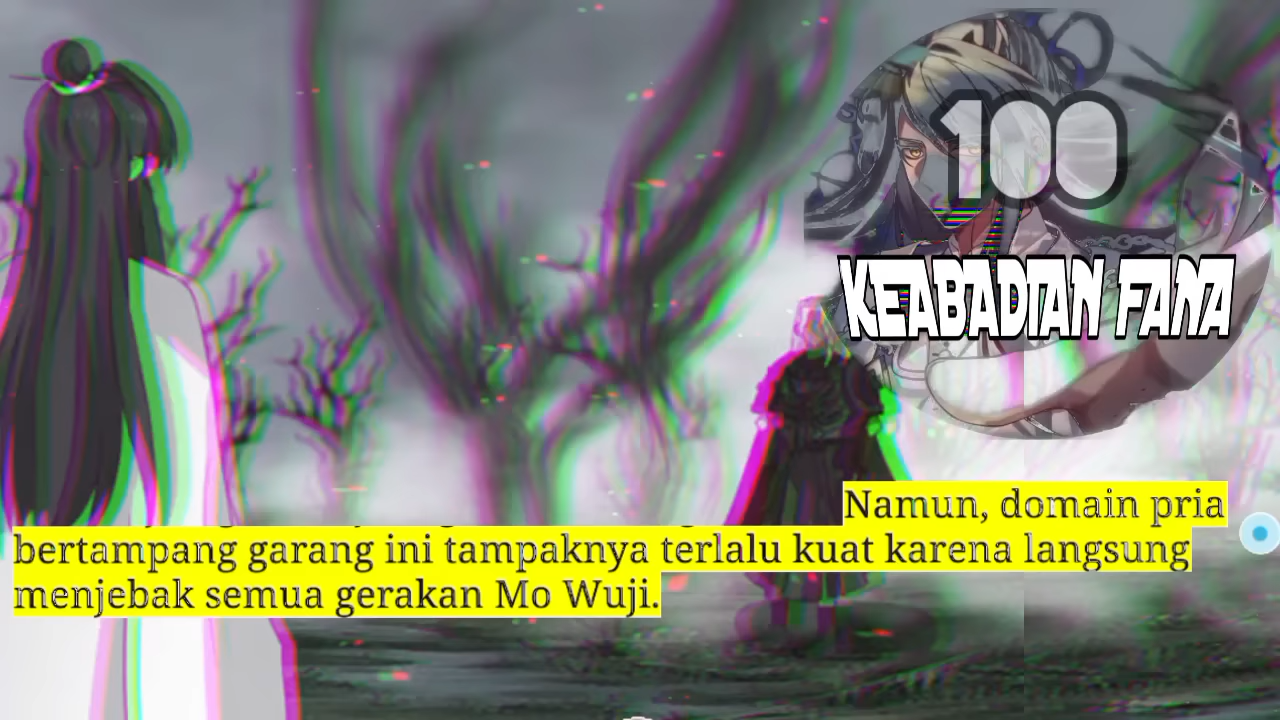 100
KEABADIAN FANA
Namun, domain pria
bertampang garang ini tampaknya terlalu kuat karena langsung
menjebak semua gerakan Mo Wuji.